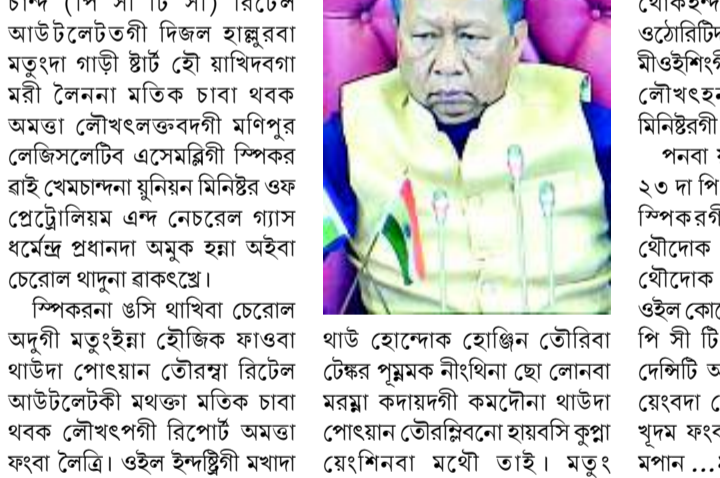 চান্দ (পি সী টি সী) রিটেল
আউটলেটতগী দিজল হাল্লুরবা
মতুংদা গাড়ী ষ্টার্ট হৌ য়াখিদবগা
মরী লৈননা মতিক চাবা থবক
অমত্তা লৌখৎলক্তবদগী মণিপুর
লেজিসলেটিব এসেমব্লিগী স্পিকর
ৱাই খেমচান্দনা য়ুনিয়ন মিনিষ্টর ওফ
প্রেট্রোলিয়ম এন্দ নেচরেল গ্যাস
ধর্মেন্দ্র প্রধানদা অমুক হন্না অইবা
চেরোল থাদুনা ৱাকৎখ্রে।
স্পিকরনা ঙসি থাখিবা চেরোল
অদুগী মতুংইন্না হৌজিক ফাওবা
থাউদা পোৎয়ান তৌরম্বা রিটেল
আউটলেটকী মথক্তা মতিক চাবা
থবক লৌখৎপগী রিপোর্ট অমত্তা
ফংবা লৈত্রি। ওইল ইন্দষ্ট্রিগী মখাদা
থাউ হোন্দোক হোঞ্জিন তৌরিবা
টেঙ্কর পুম্নমক নীংথিনা ছো লোনবা
মরম্না কদায়দগী কমদৌনা থাউদা
পোৎয়ান তৌরম্লিবনো হায়বসি কুপ্না
য়েংশিনবা মথৌ তাই। মতুং
থোকহন্দ
ওঠোরিটিদ
মীওইশিংগ
লৌখৎহন
মিনিষ্টরগী
পনবা য
২৩ দা পি
স্পিকরগী
থৌদোক
থৌদোক
ওইল কোে
পি সী টি
দেন্সিটি অ
য়েংবদা
খূদম ফংব
মপান ...